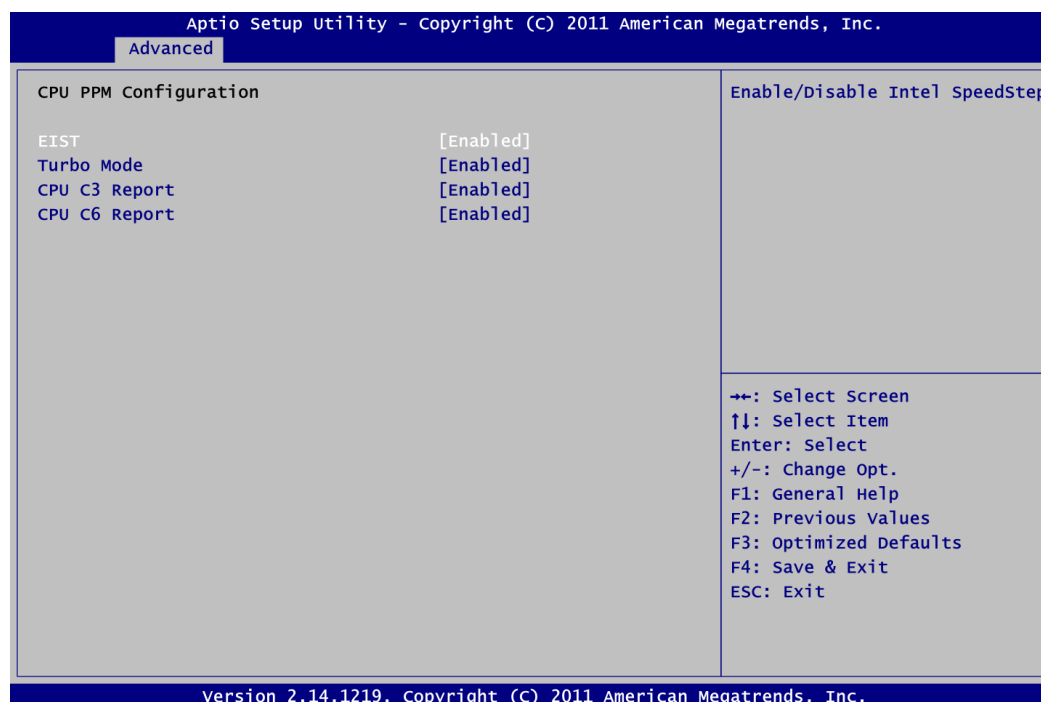 Aptio Setup Utility - Copyright (C) 2011 American Megatrends, Inc.
Advanced
CPU PPM Configuration
EIST [Enabled]
Turbo Mode [Enabled]
CPU C3 Report [Enabled]
CPU C6 Report [Enabled]
Enable/Disable Intel SpeedStep
→←: Select Screen
↑↓: Select Item
Enter: Select
+/-: Change Opt.
F1: General Help
F2: Previous Values
F3: Optimized Defaults
F4: Save & Exit
ESC: Exit
Version 2.14.1219. Copyright (C) 2011 American Megatrends, Inc.